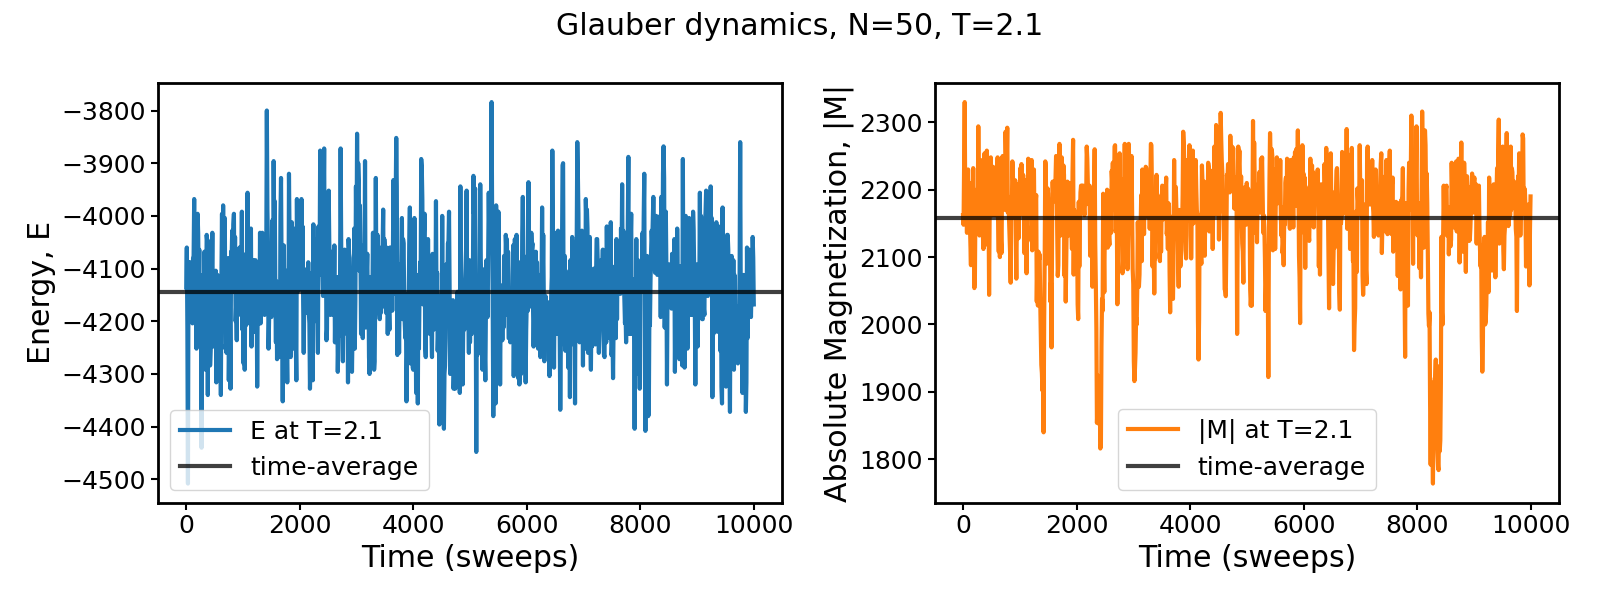 Glauber dynamics, N=50, T=2.1
Energy, E
−3800
−3900
−4000
−4100
−4200
−4300
−4400
−4500
E at T=2.1
time-average
0 2000 4000 6000 8000 10000
Time (sweeps)
Absolute Magnetization, |M|
2300
2200
2100
2000
1900
1800
|M| at T=2.1
time-average
0 2000 4000 6000 8000 10000
Time (sweeps)